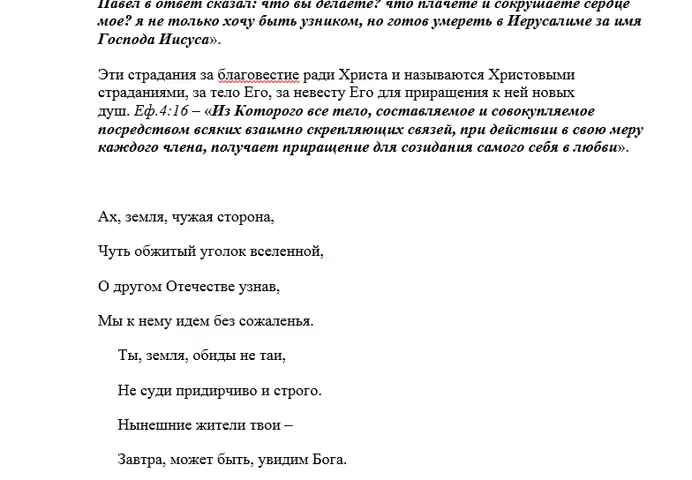 Павел в ответ сказал: что вы делаете? что плачете и сокрушаете сердце
мое? я не только хочу быть узником, но готов умереть в Иерусалиме за имя
Господа Иисуса».
Эти страдания за благовестие ради Христа и называются Христовыми
страданиями, за тело Его, за невесту Его для приращения к ней новых
душ. Еф.4:16 – «Из Которого все тело, составляемое и совокупляемое
посредством всяких взаимно скрепляющих связей, при действии в свою меру
каждого члена, получает приращение для созидания самого себя в любви».
Ах, земля, чужая сторона,
Чуть обжитый уголок вселенной,
О другом Отечестве узнав,
Мы к нему идем без сожаленья.
Ты, земля, обиды не таи,
Не суди придирчиво и строго.
Нынешние жители твои –
Завтра, может быть, увидим Бога.